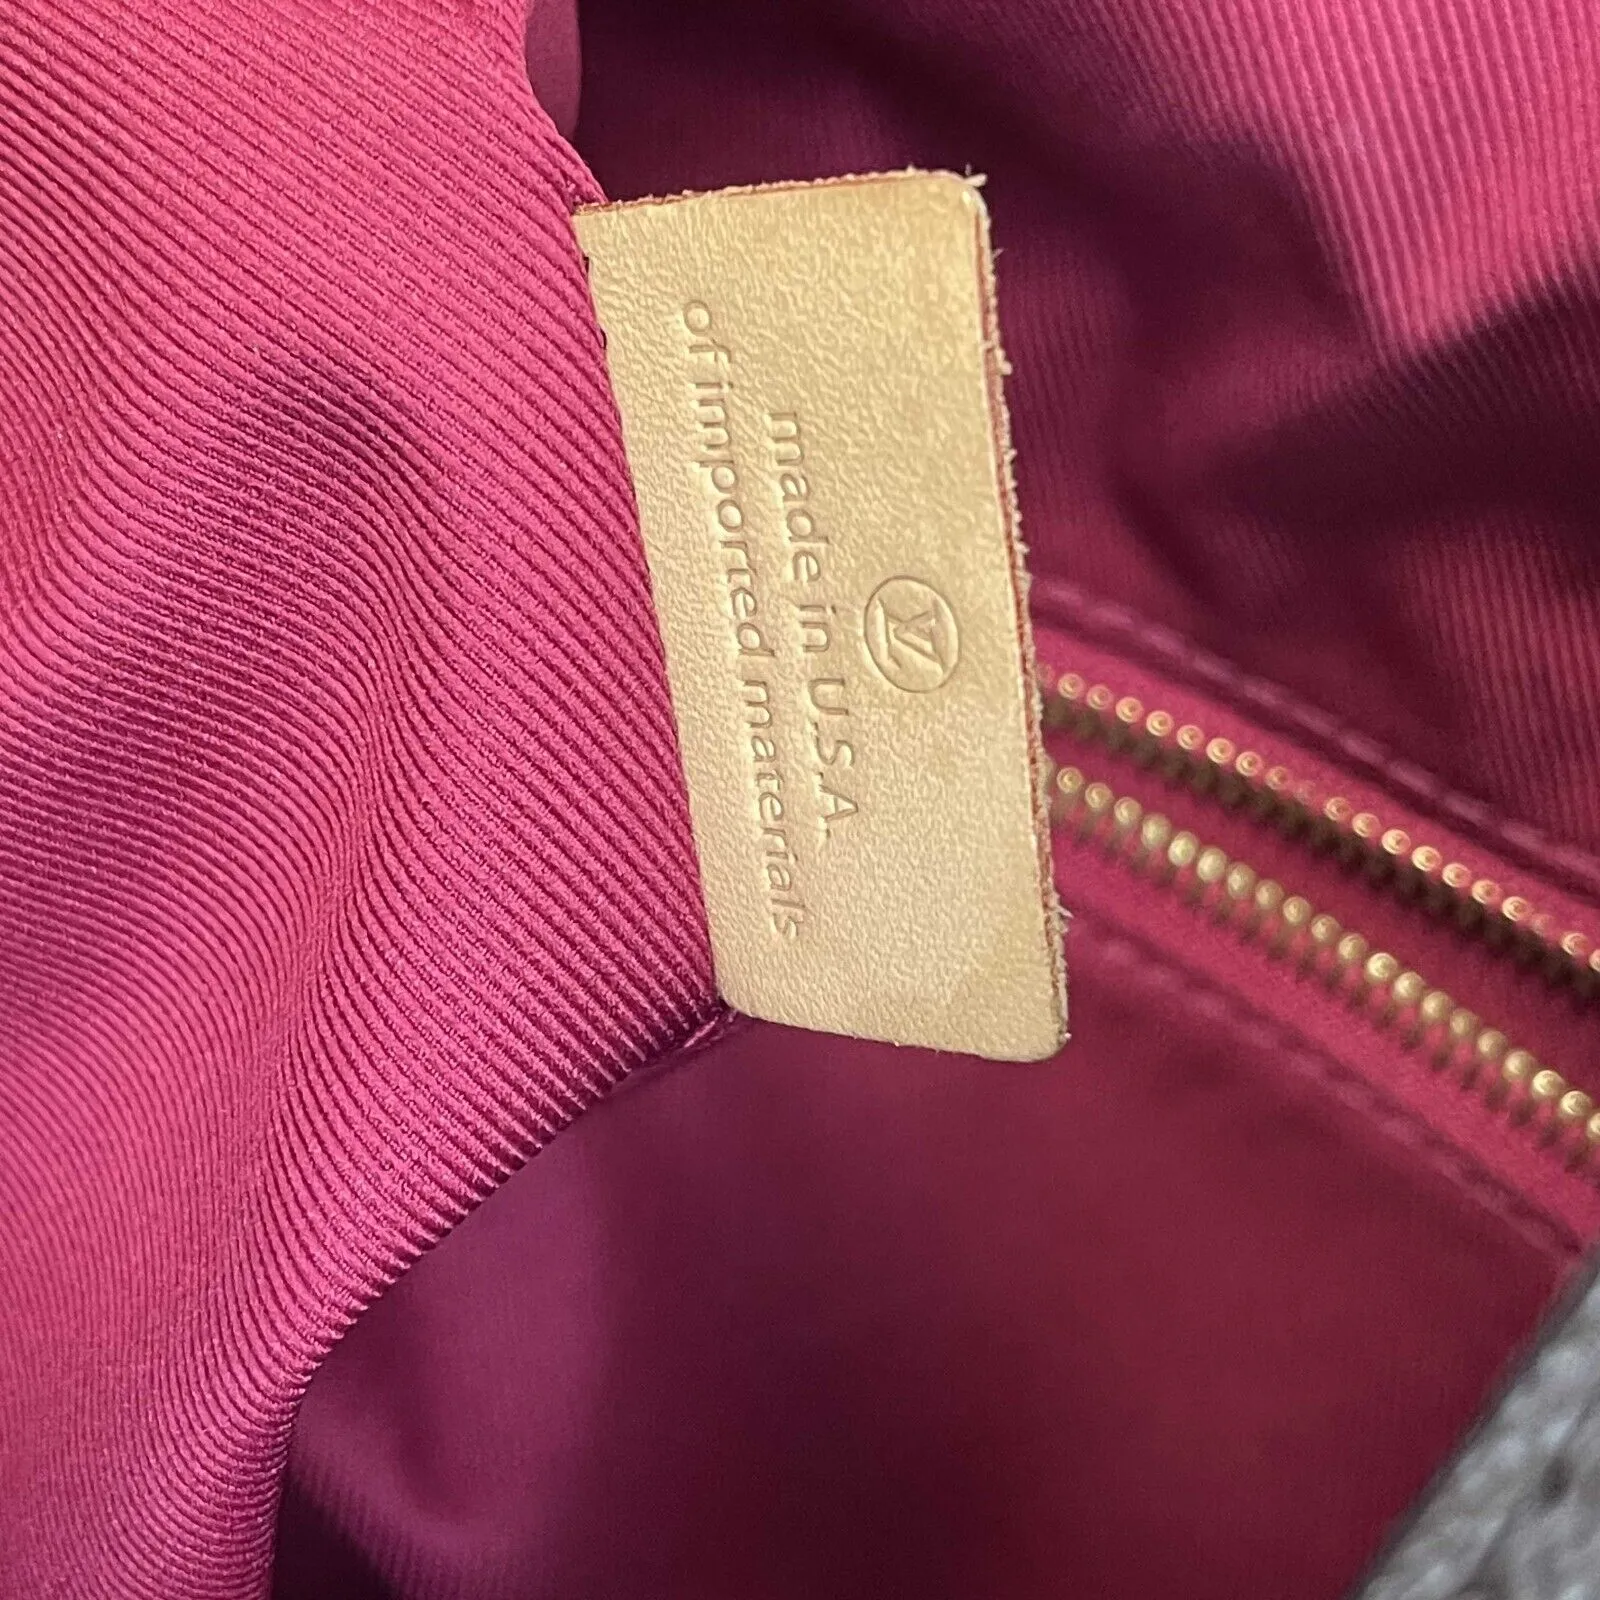 LV
made in U.S.A.
of imported materials